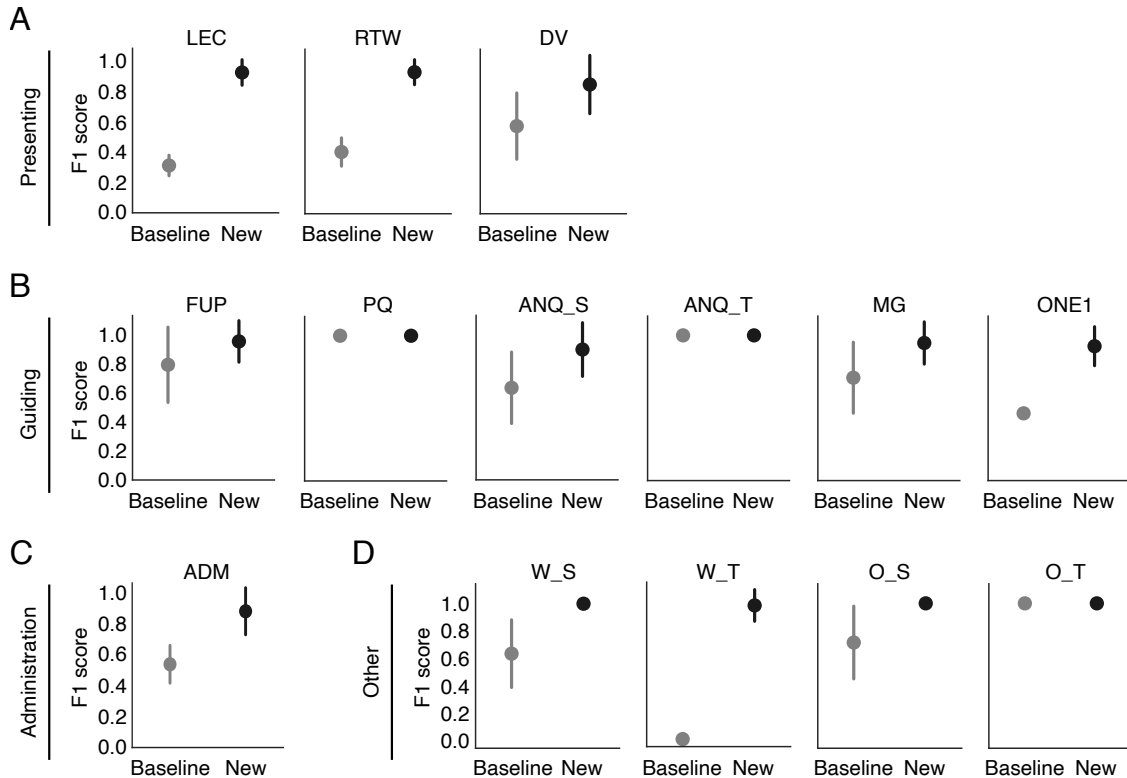 A
Presenting
F1 score
LEC RTW DV
1.0
0.8
0.6
0.4
0.2
0.0
Baseline New Baseline New Baseline New
B
Guiding
F1 score
FUP PQ ANQ_S ANQ_T MG ONE1
1.0
0.8
0.6
0.4
0.2
0.0
Baseline New Baseline New Baseline New Baseline New Baseline New Baseline New
C
Administration
F1 score
ADM
1.0
0.8
0.6
0.4
0.2
0.0
Baseline New
D
Other
F1 score
W_S W_T O_S O_T
1.0
0.8
0.6
0.4
0.2
0.0
Baseline New Baseline New Baseline New Baseline New